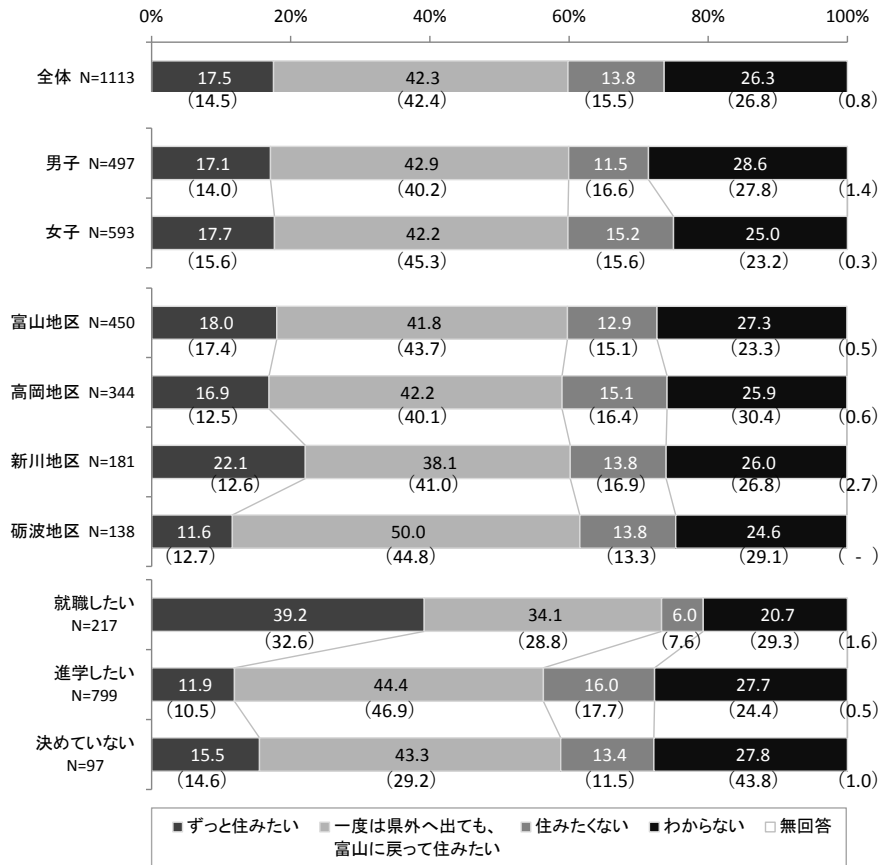 0% 20% 40% 60% 80% 100%
全体 N=1113 17.5 42.3 13.8 26.3
(14.5) (42.4) (15.5) (26.8) (0.8)
男子 N=497 17.1 42.9 11.5 28.6
(14.0) (40.2) (16.6) (27.8) (1.4)
女子 N=593 17.7 42.2 15.2 25.0
(15.6) (45.3) (15.6) (23.2) (0.3)
富山地区 N=450 18.0 41.8 12.9 27.3
(17.4) (43.7) (15.1) (23.3) (0.5)
高岡地区 N=344 16.9 42.2 15.1 25.9
(12.5) (40.1) (16.4) (30.4) (0.6)
新川地区 N=181 22.1 38.1 13.8 26.0
(12.6) (41.0) (16.9) (26.8) (2.7)
砺波地区 N=138 11.6 50.0 13.8 24.6
(12.7) (44.8) (13.3) (29.1) ( - )
就職したい
N=217 39.2 34.1 6.0 20.7
(32.6) (28.8) (7.6) (29.3) (1.6)
進学したい
N=799 11.9 44.4 16.0 27.7
(10.5) (46.9) (17.7) (24.4) (0.5)
決めていない
N=97 15.5 43.3 13.4 27.8
(14.6) (29.2) (11.5) (43.8) (1.0)
ずっと住みたい 一度は県外へ出ても、 住みたくない わからない 無回答
富山に戻って住みたい